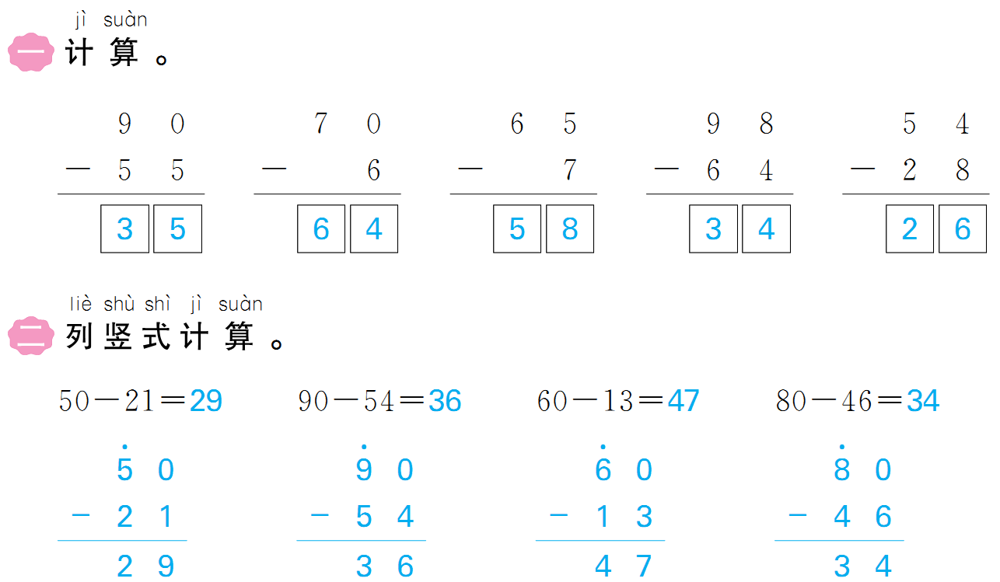 jì suàn
一 计算。
9 0 7 0 6 5 9 8 5 4
－ 5 5 － 6 － 7 － 6 4 － 2 8
3 5 6 4 5 8 3 4 2 6
liè shù shì jì suàn
二 列竖式计算。
50－21＝29 90－54＝36 60－13＝47 80－46＝34
5 0 9 0 6 0 8 0
－ 2 1 － 5 4 － 1 3 － 4 6
2 9 3 6 4 7 3 4